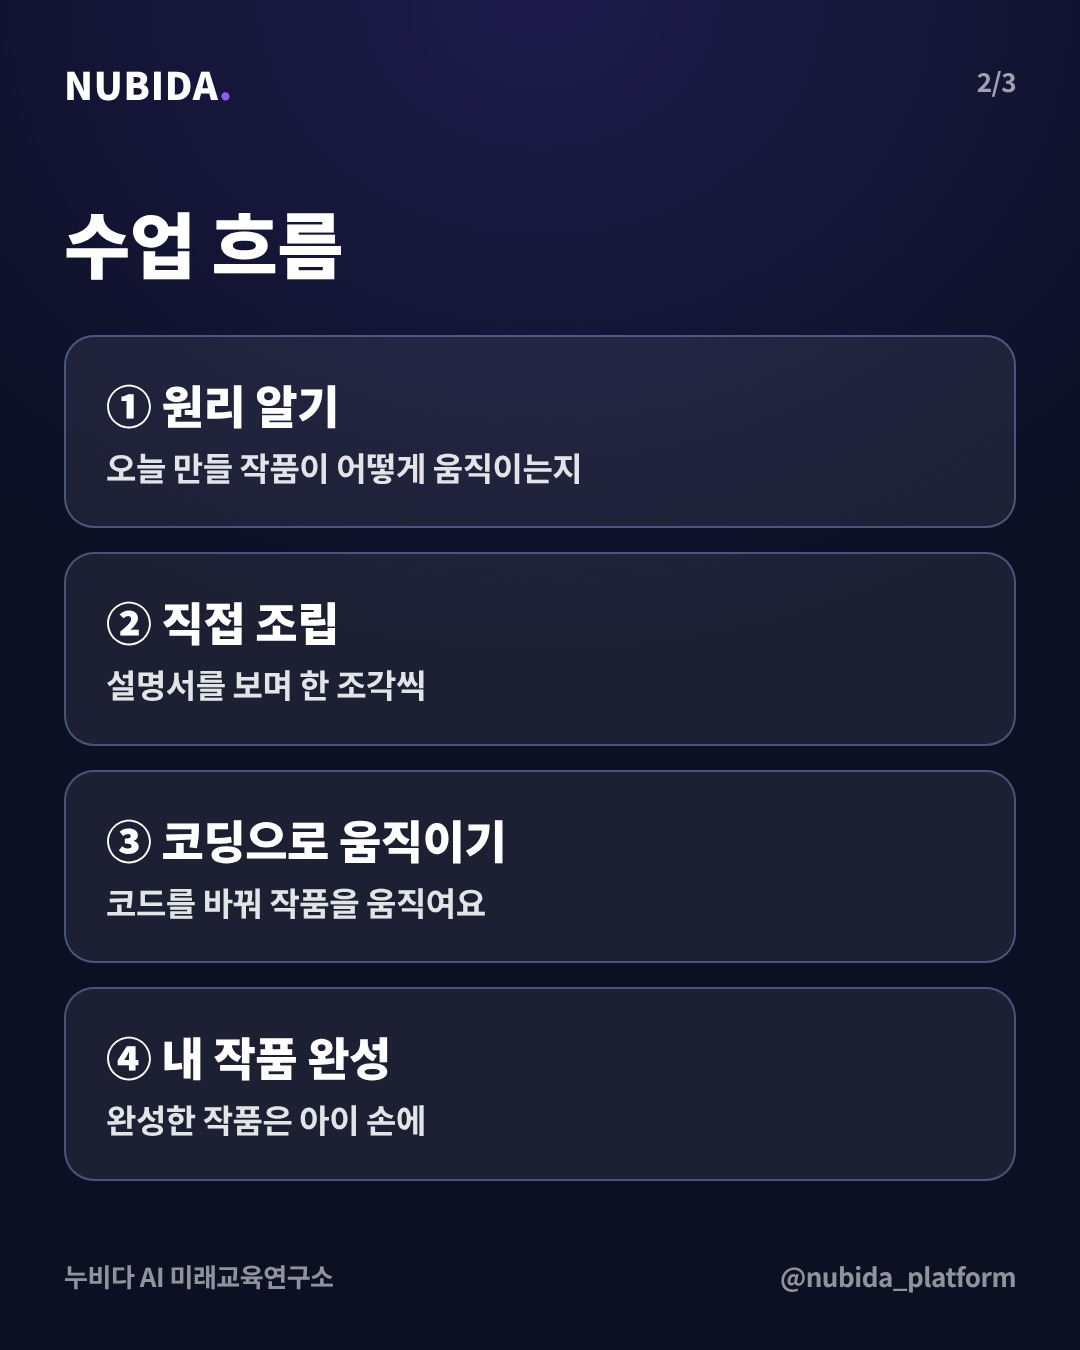 NUBIDA.
2/3
수업 흐름
① 원리 알기
오늘 만들 작품이 어떻게 움직이는지
② 직접 조립
설명서를 보며 한 조각씩
③ 코딩으로 움직이기
코드를 바꿔 작품을 움직여요
④ 내 작품 완성
완성한 작품은 아이 손에
누비다 AI 미래교육연구소
@nubida_platform